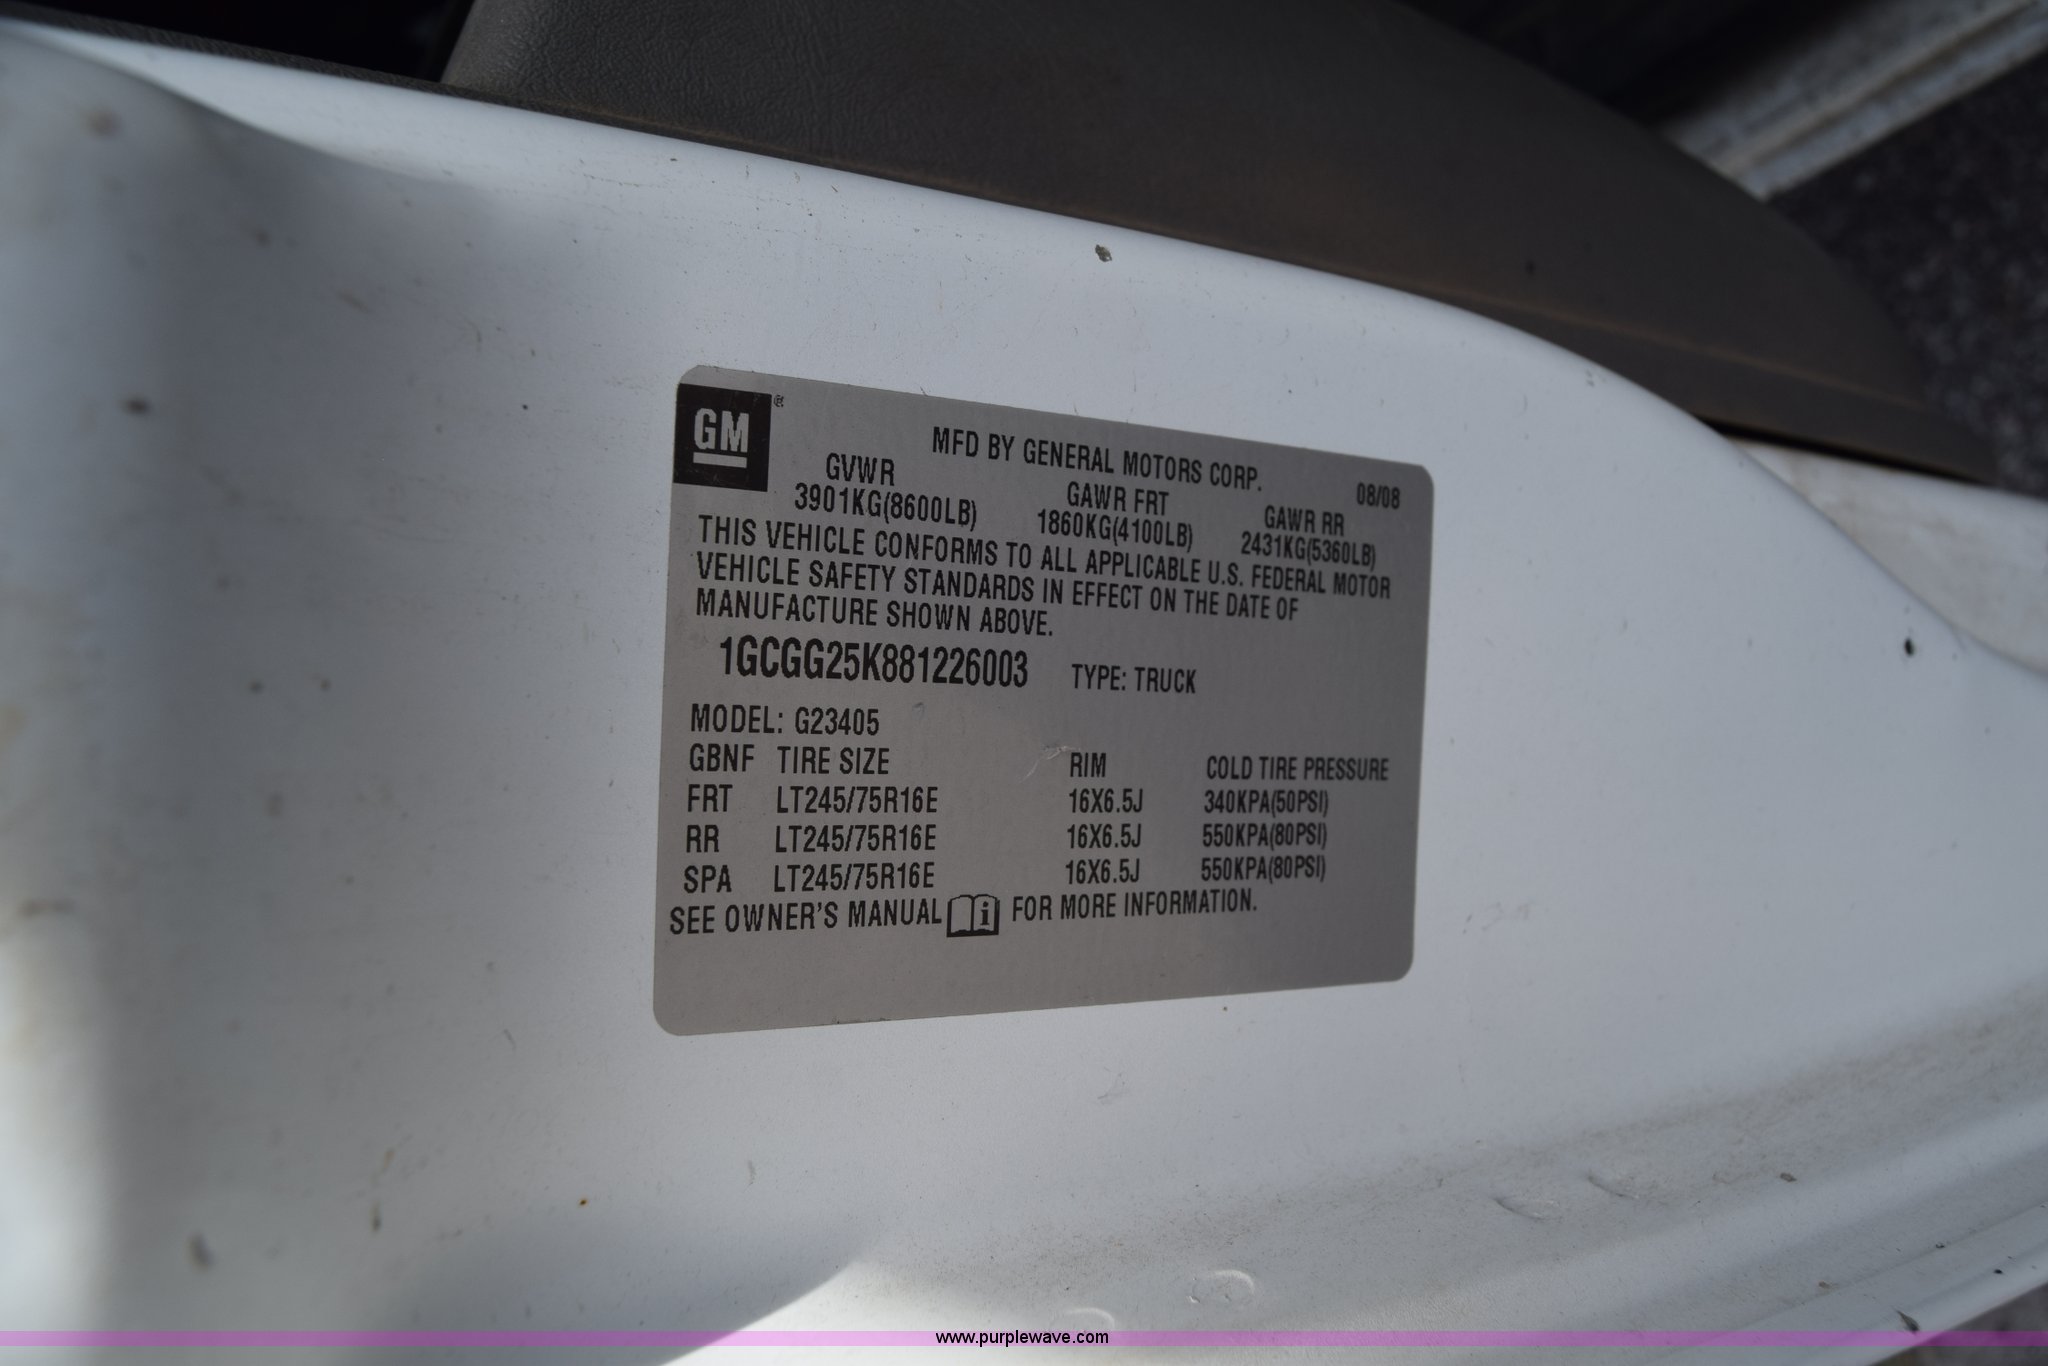 GM
MFD BY GENERAL MOTORS CORP. 08/08
GVWR GAWR FRT GAWR RR
3901KG(8600LB) 1860KG(4100LB) 2431KG(5360LB)
THIS VEHICLE CONFORMS TO ALL APPLICABLE U.S. FEDERAL MOTOR
VEHICLE SAFETY STANDARDS IN EFFECT ON THE DATE OF
MANUFACTURE SHOWN ABOVE.
1GCGG25K881226003 TYPE: TRUCK
MODEL: G23405
GBNF TIRE SIZE RIM COLD TIRE PRESSURE
FRT LT245/75R16E 16X6.5J 340KPA(50PSI)
RR LT245/75R16E 16X6.5J 550KPA(80PSI)
SPA LT245/75R16E 16X6.5J 550KPA(80PSI)
SEE OWNER'S MANUAL i FOR MORE INFORMATION.
www.purplewave.com